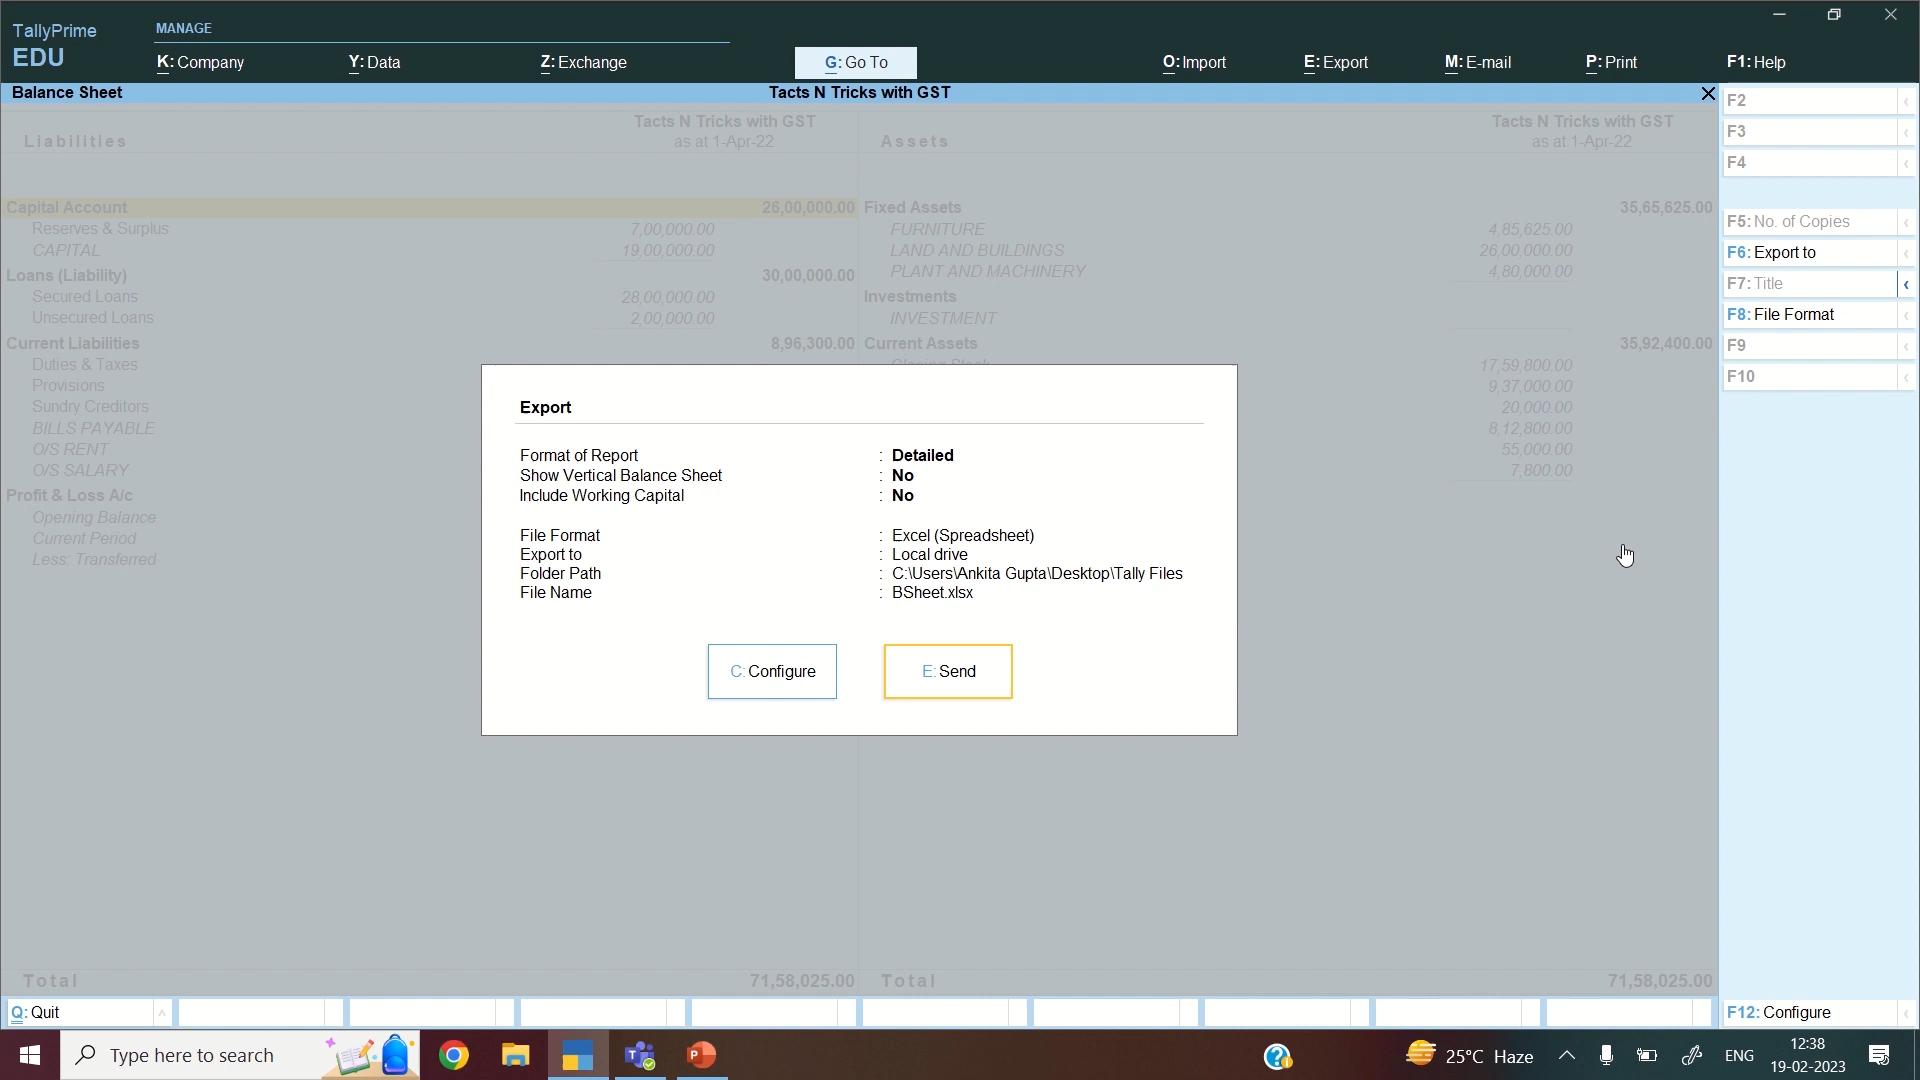 TallyPrime
EDU
MANAGE
K: Company
Y: Data
Z: Exchange
G: Go To
O: Import
E: Export
M: E-mail
P: Print
F1: Help
Balance Sheet
Tacts N Tricks with GST
Liabilities
Tacts N Tricks with GST
as at 1-Apr-22
Assets
Tacts N Tricks with GST
as at 1-Apr-22
Capital Account 26,00,000.00
Reserves & Surplus 7,00,000.00
CAPITAL 19,00,000.00
Loans (Liability) 30,00,000.00
Secured Loans 28,00,000.00
Unsecured Loans 2,00,000.00
Current Liabilities 8,96,300.00
Duties & Taxes
Provisions
Sundry Creditors
BILLS PAYABLE
O/S RENT
O/S SALARY
Profit & Loss A/c
Opening Balance
Current Period
Less: Transferred
Fixed Assets 35,65,625.00
FURNITURE 4,85,625.00
LAND AND BUILDINGS 26,00,000.00
PLANT AND MACHINERY 4,80,000.00
Investments
INVESTMENT
Current Assets 35,92,400.00
Closing Stock 17,59,800.00
9,37,000.00
20,000.00
8,12,800.00
55,000.00
7,800.00
Export
Format of Report : Detailed
Show Vertical Balance Sheet : No
Include Working Capital : No
File Format : Excel (Spreadsheet)
Export to : Local drive
Folder Path : C:\Users\Ankita Gupta\Desktop\Tally Files
File Name : BSheet.xlsx
C: Configure
E: Send
Total 71,58,025.00
Total 71,58,025.00
F2
F3
F4
F5: No. of Copies
F6: Export to
F7: Title
F8: File Format
F9
F10
Q: Quit
F12: Configure
Type here to search
25°C Haze
ENG
12:38
19-02-2023